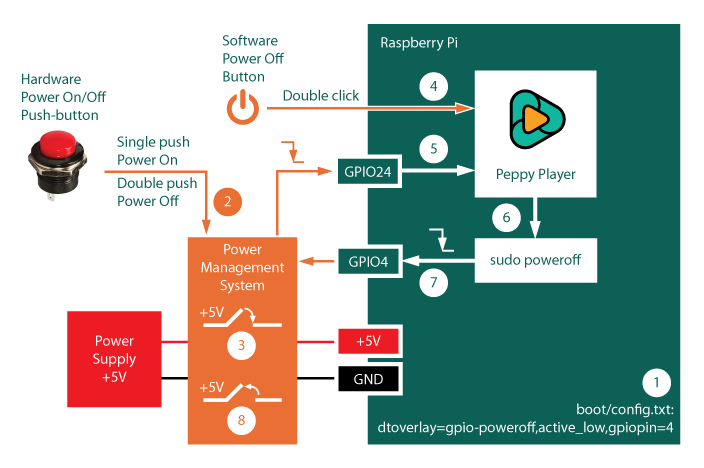 Software
Power Off
Button
Raspberry Pi
Hardware
Power On/Off
Push-button
Double click
4
Single push
Power On
Double push
Power Off
2
GPIO24
5
Peppy Player
6
Power
Management
System
GPIO4
7
sudo poweroff
+5V
3
Power
Supply
+5V
+5V
GND
+5V
8
1
boot/config.txt:
dtoverlay=gpio-poweroff,active_low,gpiopin=4